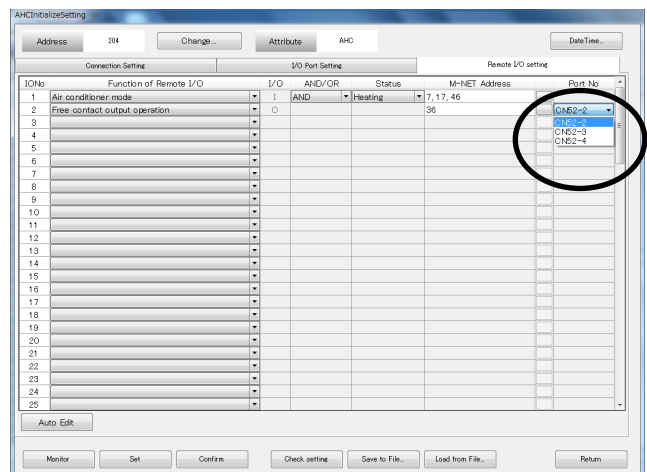 AHCInitializeSetting
Address 204 Change... Attribute AHC DateTime...
Connection Setting I/O Port Setting Remote I/O setting
IONo Function of Remote I/O I/O AND/OR Status M-NET Address Port No
1 Air conditioner mode I AND Heating 7, 17, 46
2 Free contact output operation O 36 CN52-2
3 CN52-2
CN52-3
4 CN52-4
5
6
7
8
9
10
11
12
13
14
15
16
17
18
19
20
21
22
23
24
25
Auto Edit
Monitor Set Confirm Check setting Save to File... Load from File... Return